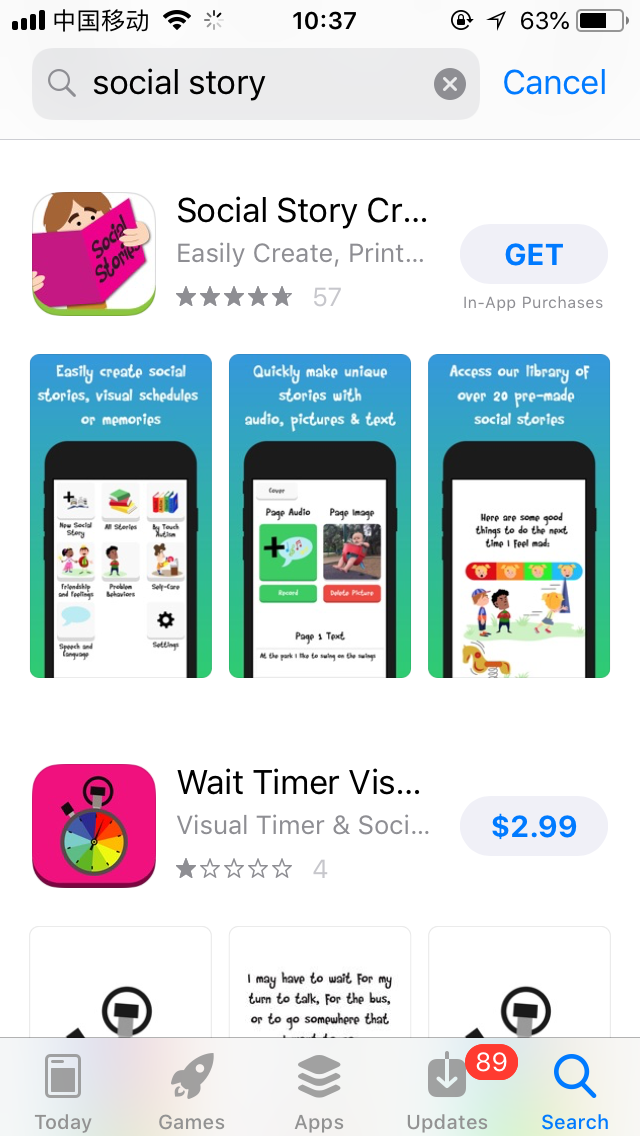 中国移动 10:37 63%
social story Cancel
Social Stories
Social Story Cr...
Easily Create, Print...
57
GET
In-App Purchases
Easily create social
stories, visual schedules
or memories
New Social
Story
All Stories
By Touch
Autism
Friendship
and feelings
Problem
Behaviors
Self-Care
Speech and
Language
Settings
Quickly make unique
stories with
audio, pictures & text
Cover
Page Audio Page Image
Record Delete Picture
Page 1 Text
At the park I like to swing on the swings
Access our library of
over 20 pre-made
social stories
Here are some good
things to do the next
time I feel mad:
Wait Timer Vis...
Visual Timer & Soci...
4
$2.99
I may have to wait for my
turn to talk, for the bus,
or to go somewhere that
89
Today Games Apps Updates Search